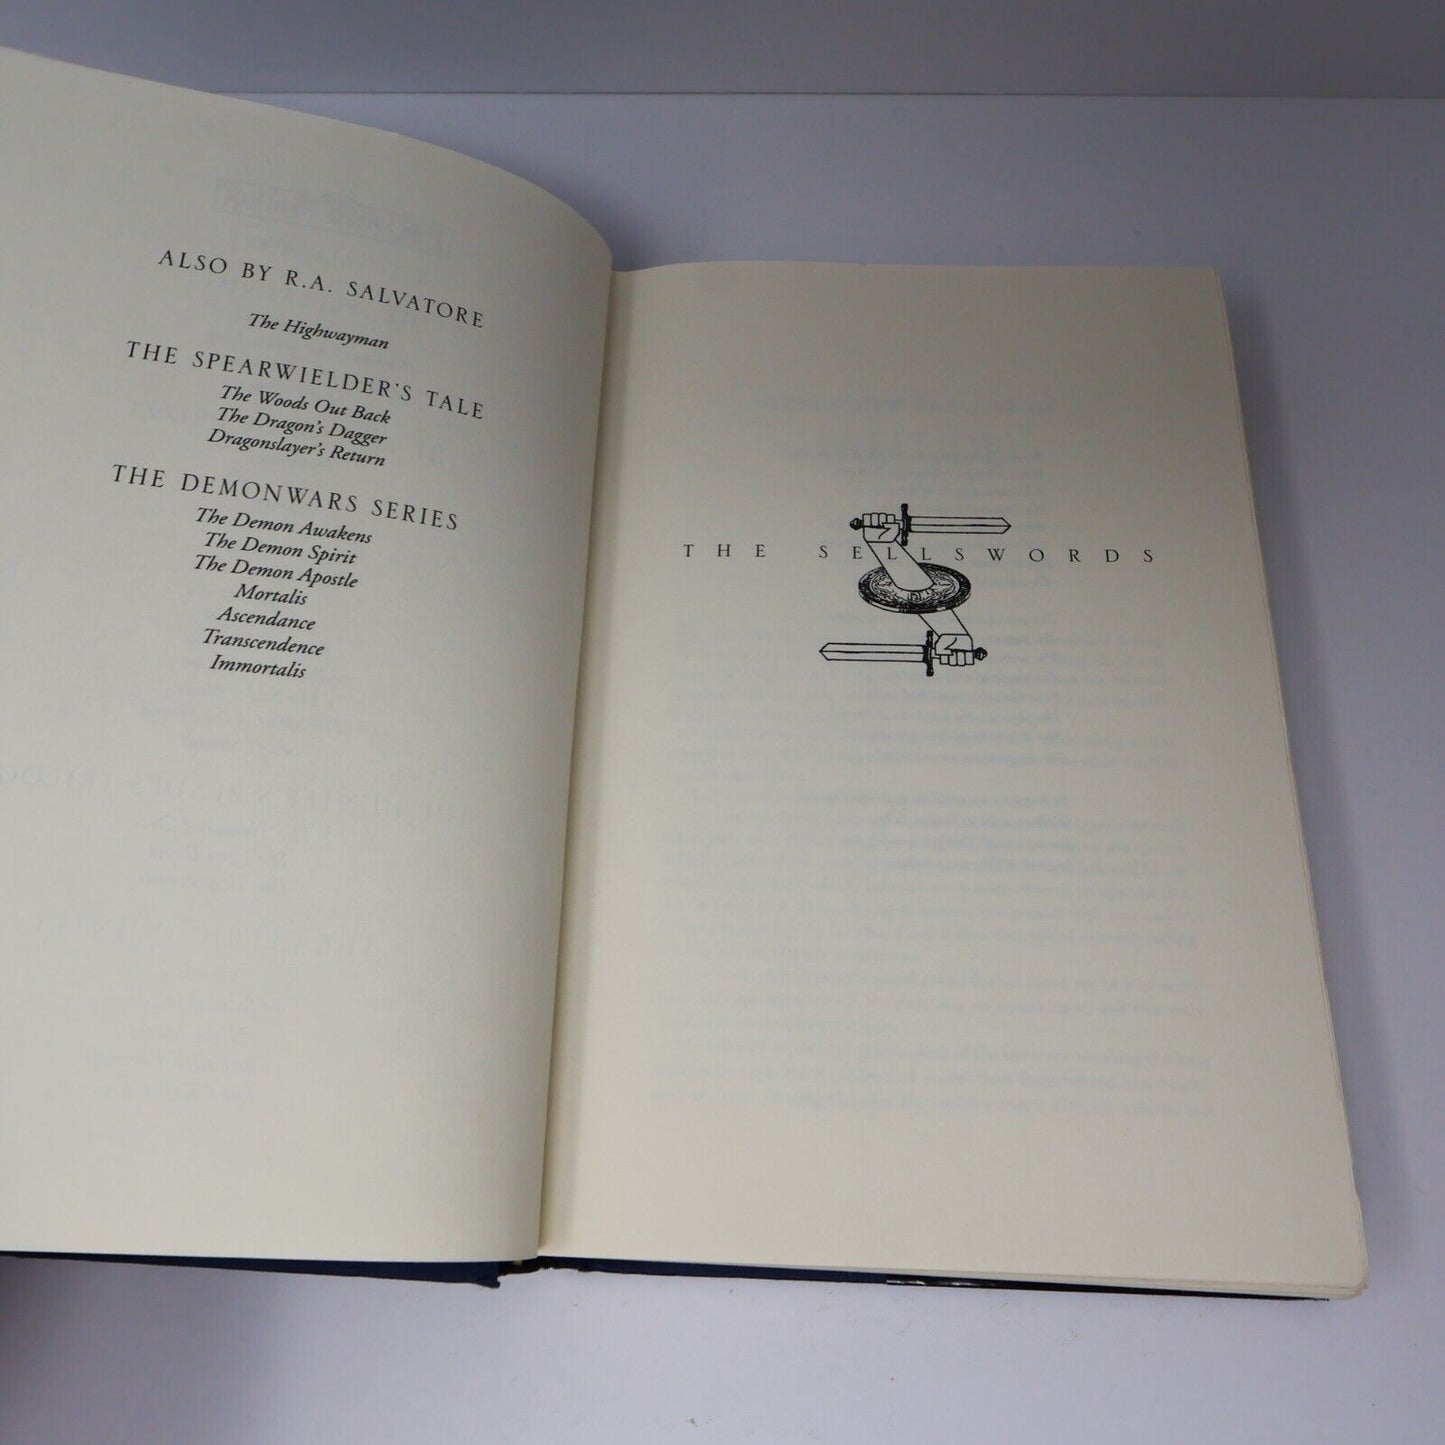 ALSO BY R.A. SALVATORE
The Highwayman
THE SPEARWIELDER'S TALE
The Woods Out Back
The Dragon's Dagger
Dragonslayer's Return
THE DEMONWARS SERIES
The Demon Awakens
The Demon Spirit
The Demon Apostle
Mortalis
Ascendance
Transcendence
Immortalis
THE SELLSWORDS